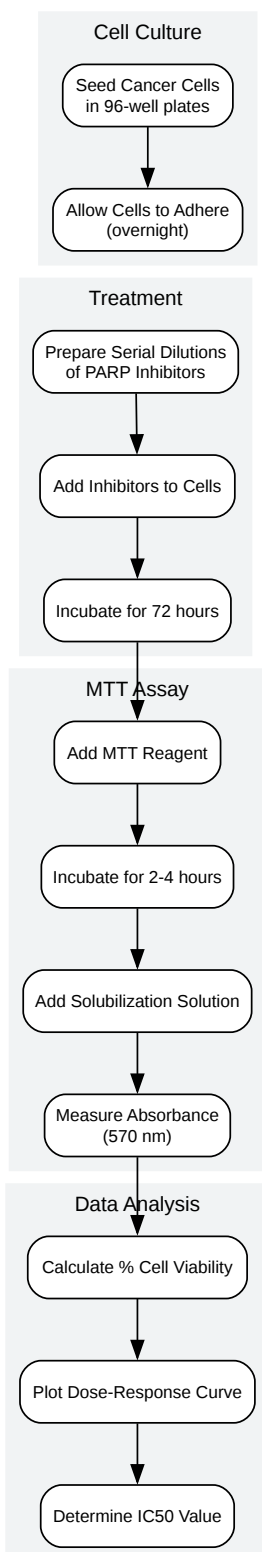 Cell Culture
Seed Cancer Cells
in 96-well plates
Allow Cells to Adhere
(overnight)
Treatment
Prepare Serial Dilutions
of PARP Inhibitors
Add Inhibitors to Cells
Incubate for 72 hours
MTT Assay
Add MTT Reagent
Incubate for 2-4 hours
Add Solubilization Solution
Measure Absorbance
(570 nm)
Data Analysis
Calculate % Cell Viability
Plot Dose-Response Curve
Determine IC50 Value